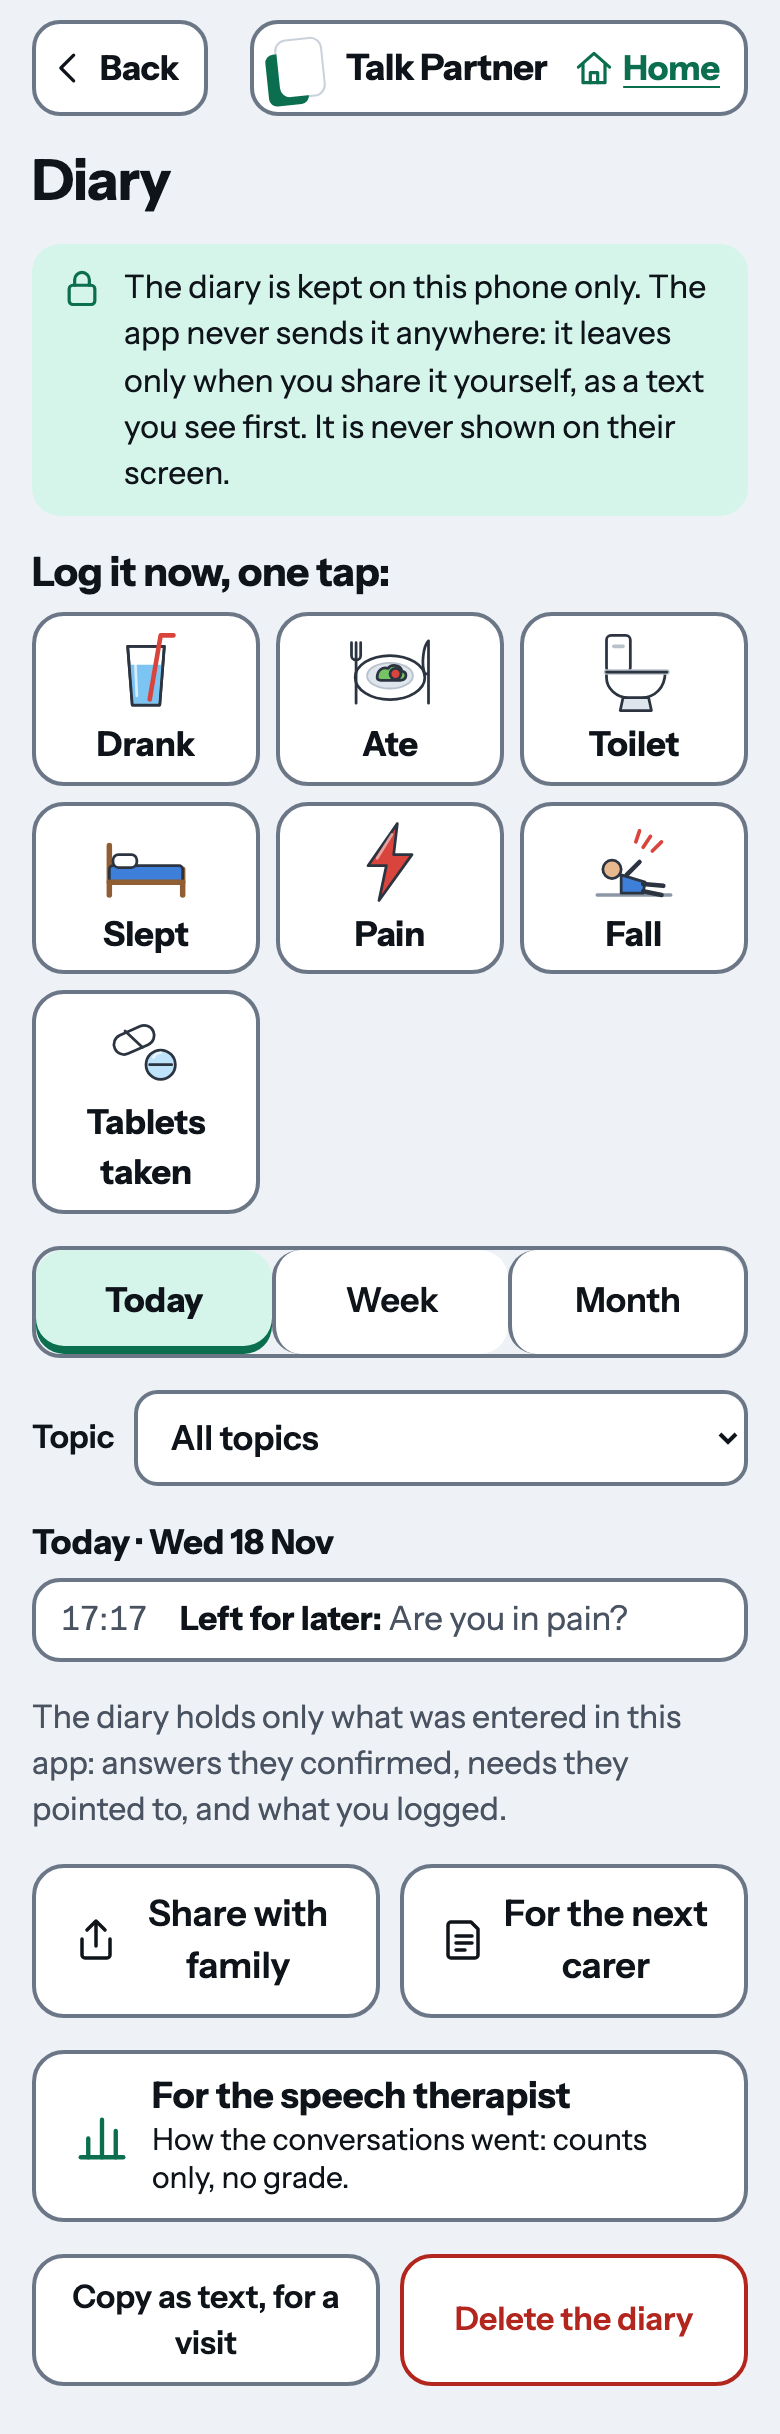 Back
Talk Partner
Home
Diary
The diary is kept on this phone only. The
app never sends it anywhere: it leaves
only when you share it yourself, as a text
you see first. It is never shown on their
screen.
Log it now, one tap:
Drank
Ate
Toilet
Slept
Pain
Fall
Tablets
taken
Today
Week
Month
Topic
All topics
Today · Wed 18 Nov
17:17 Left for later: Are you in pain?
The diary holds only what was entered in this
app: answers they confirmed, needs they
pointed to, and what you logged.
Share with
family
For the next
carer
For the speech therapist
How the conversations went: counts
only, no grade.
Copy as text, for a
visit
Delete the diary